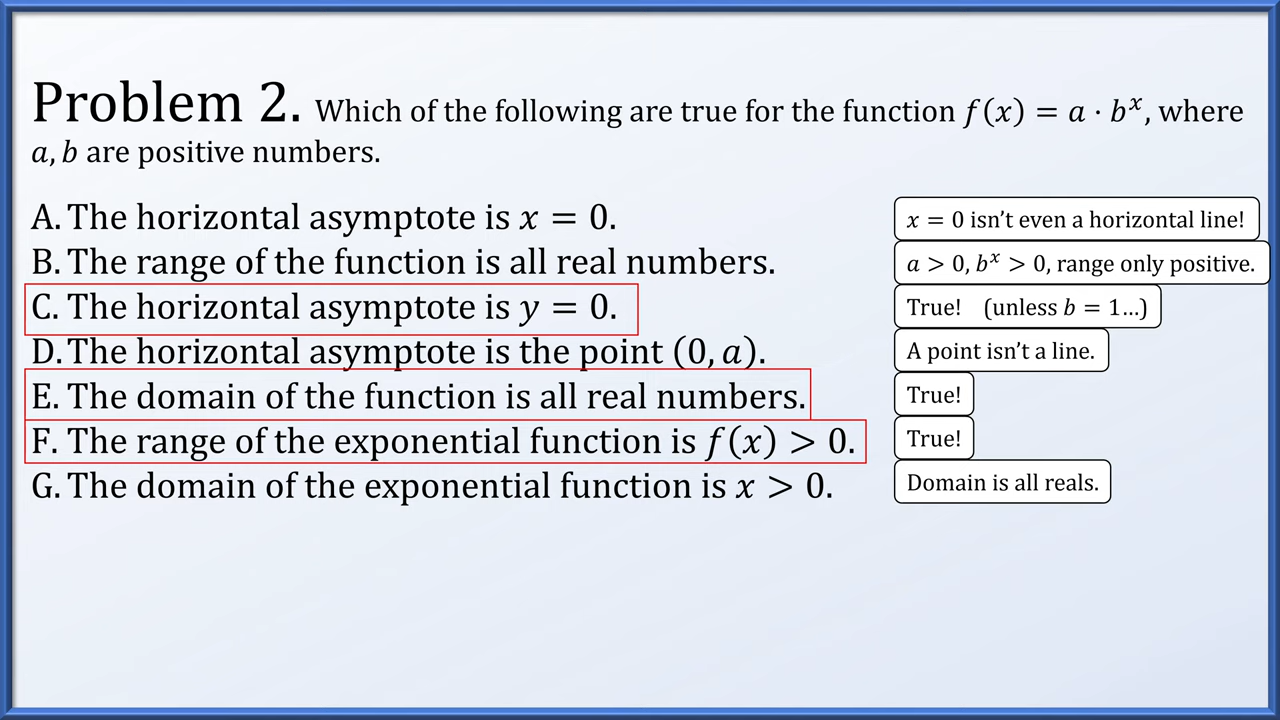 Problem 2. Which of the following are true for the function f(x) = a · bˣ, where
a, b are positive numbers.
A. The horizontal asymptote is x = 0.
x = 0 isn’t even a horizontal line!
B. The range of the function is all real numbers.
a > 0, bˣ > 0, range only positive.
C. The horizontal asymptote is y = 0.
True! (unless b = 1...)
D. The horizontal asymptote is the point (0, a).
A point isn’t a line.
E. The domain of the function is all real numbers.
True!
F. The range of the exponential function is f(x) > 0.
True!
G. The domain of the exponential function is x > 0.
Domain is all reals.